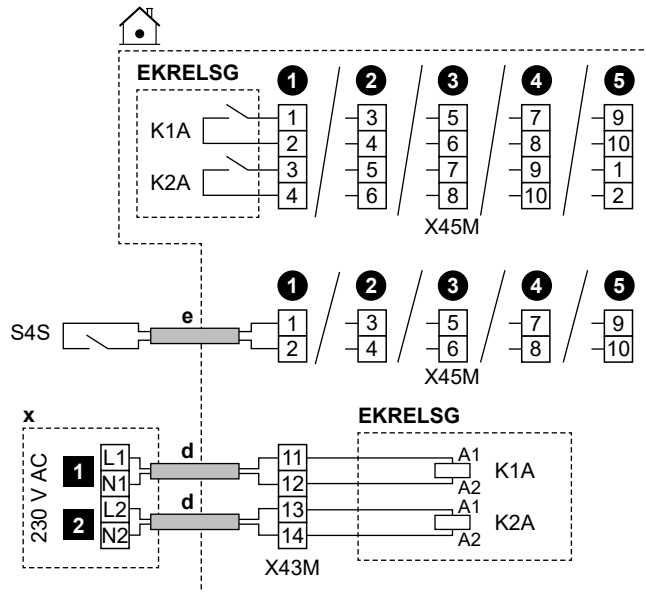 EKRELSG 1 2 3 4 5
K1A 1 3 5 7 9
2 4 6 8 10
K2A 3 5 7 9 1
4 6 8 10 2
X45M
1 2 3 4 5
S4S e 1 3 5 7 9
2 4 6 8 10
X45M
x EKRELSG
230 V AC 1 L1 d 11 A1 K1A
N1 12 A2
2 L2 d 13 A1 K2A
N2 14 A2
X43M